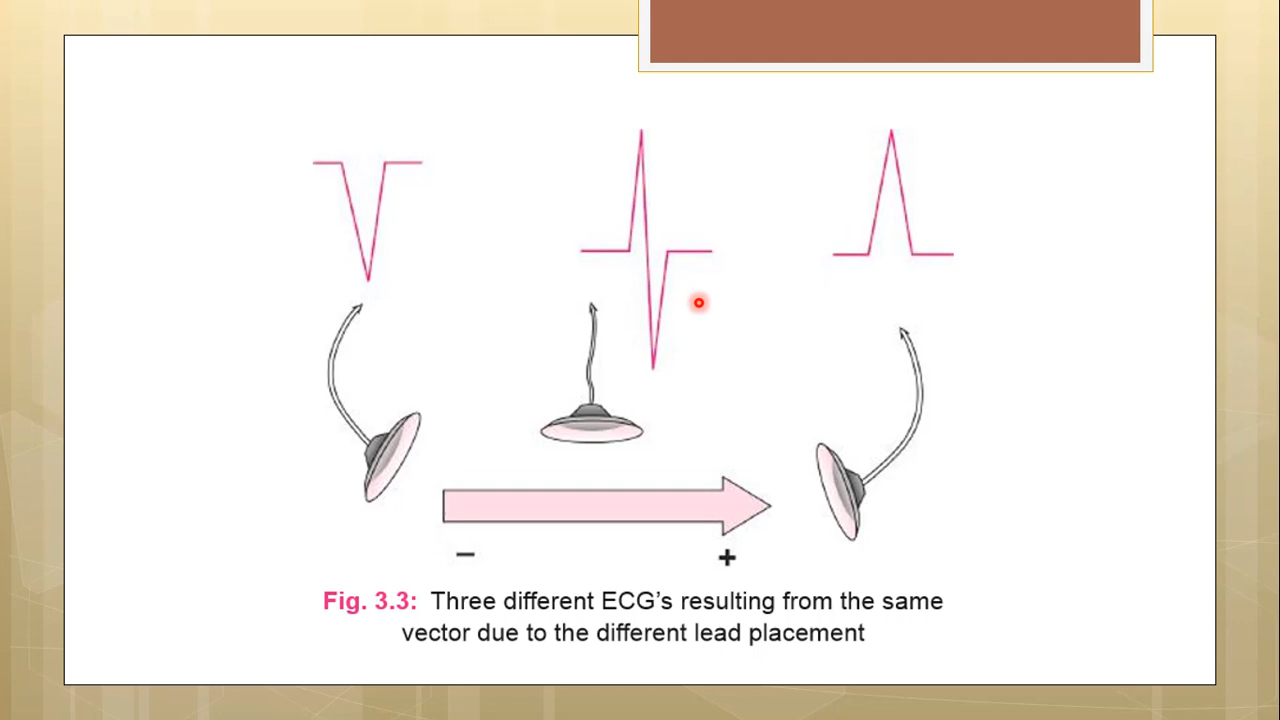 − +
Fig. 3.3: Three different ECG’s resulting from the same
vector due to the different lead placement